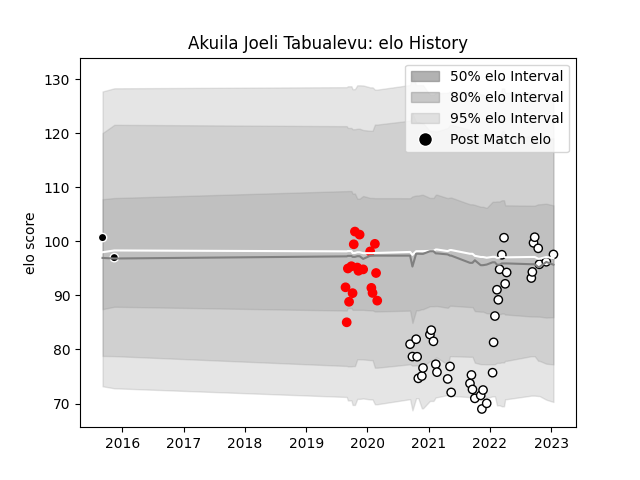 Akuila Joeli Tabualevu: elo History
50% elo Interval
80% elo Interval
95% elo Interval
Post Match elo
elo score
130
120
110
100
90
80
70
2016 2017 2018 2019 2020 2021 2022 2023